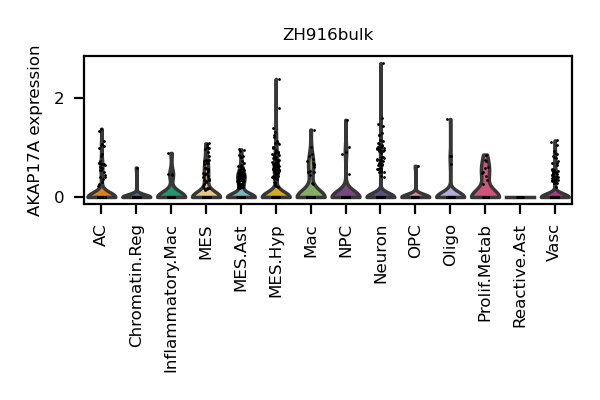 ZH916bulk
AKAP17A expression
2
0
AC
Chromatin.Reg
Inflammatory.Mac
MES
MES.Ast
MES.Hyp
Mac
NPC
Neuron
OPC
Oligo
Prolif.Metab
Reactive.Ast
Vasc